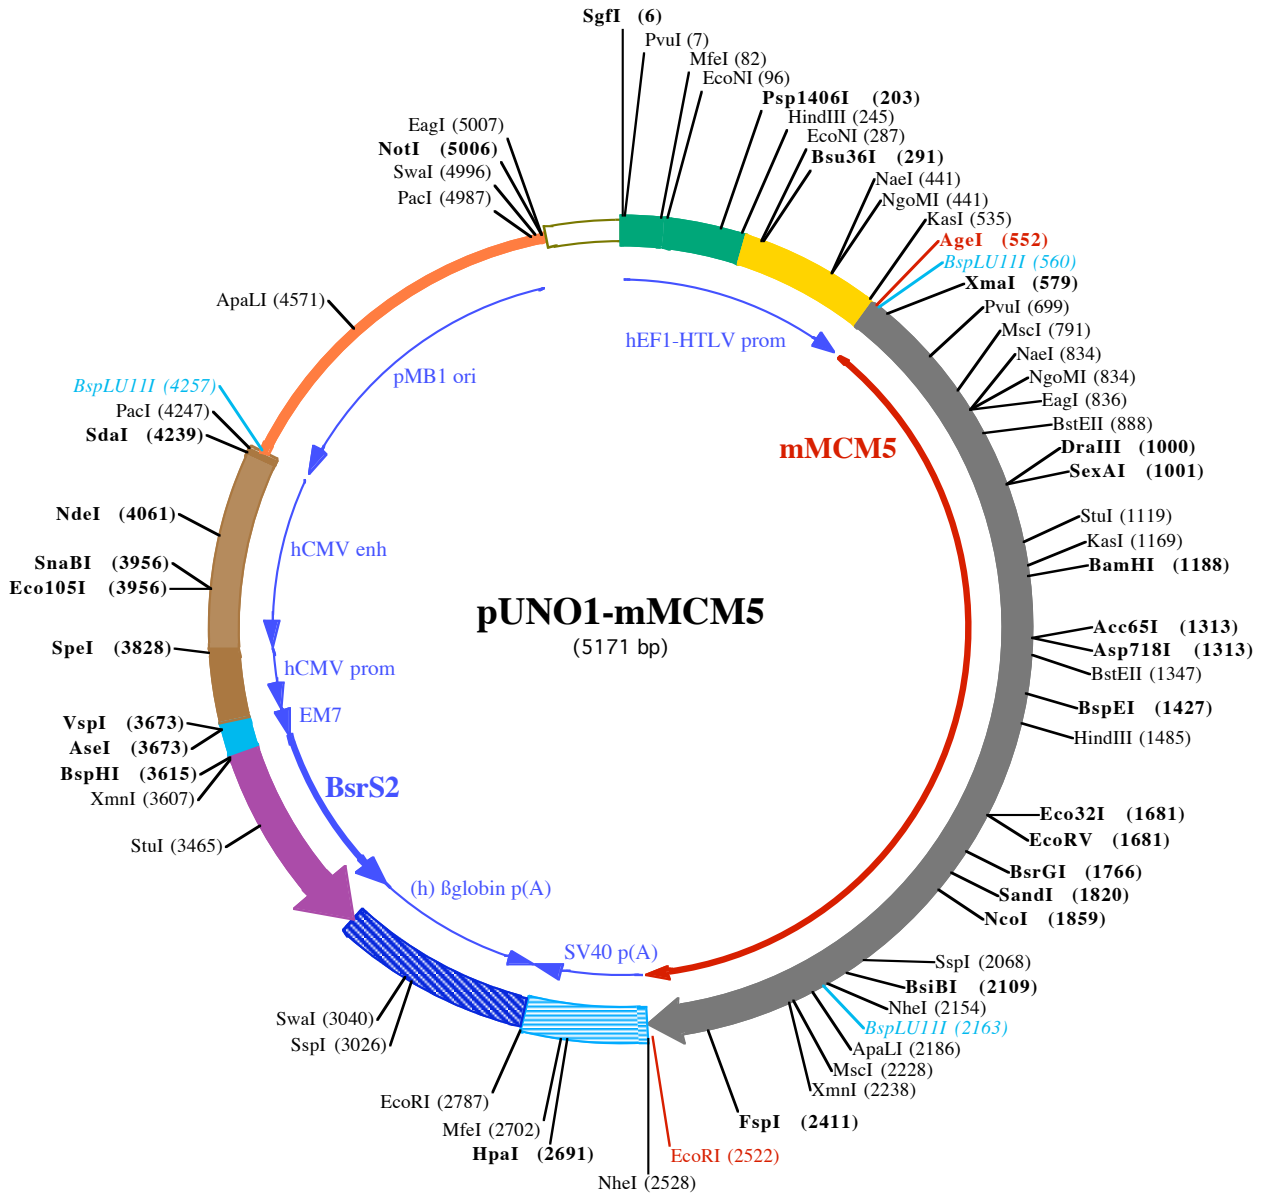 SgfI (6)
PvuI (7)
MfeI (82)
EcoNI (96)
Psp1406I (203)
HindIII (245)
EcoNI (287)
Bsu36I (291)
NaeI (441)
NgoMI (441)
KasI (535)
AgeI (552)
BspLU11I (560)
XmaI (579)
PvuI (699)
MscI (791)
NaeI (834)
NgoMI (834)
EagI (836)
BstEII (888)
DraIII (1000)
SexAI (1001)
StuI (1119)
KasI (1169)
BamHI (1188)
Acc65I (1313)
Asp718I (1313)
BstEII (1347)
BspEI (1427)
HindIII (1485)
Eco32I (1681)
EcoRV (1681)
BsrGI (1766)
SandI (1820)
NcoI (1859)
SspI (2068)
BsiBI (2109)
NheI (2154)
BspLU11I (2163)
ApaLI (2186)
MscI (2228)
XmnI (2238)
FspI (2411)
EcoRI (2522)
NheI (2528)
HpaI (2691)
MfeI (2702)
EcoRI (2787)
SspI (3026)
SwaI (3040)
StuI (3465)
XmnI (3607)
BspHI (3615)
AseI (3673)
VspI (3673)
SpeI (3828)
Eco105I (3956)
SnaBI (3956)
NdeI (4061)
SdaI (4239)
PacI (4247)
BspLU11I (4257)
ApaLI (4571)
PacI (4987)
SwaI (4996)
NotI (5006)
EagI (5007)
hEF1-HTLV prom
mMCM5
pMB1 ori
hCMV enh
hCMV prom
EM7
BsrS2
(h) ßglobin p(A)
SV40 p(A)
pUNO1-mMCM5
(5171 bp)